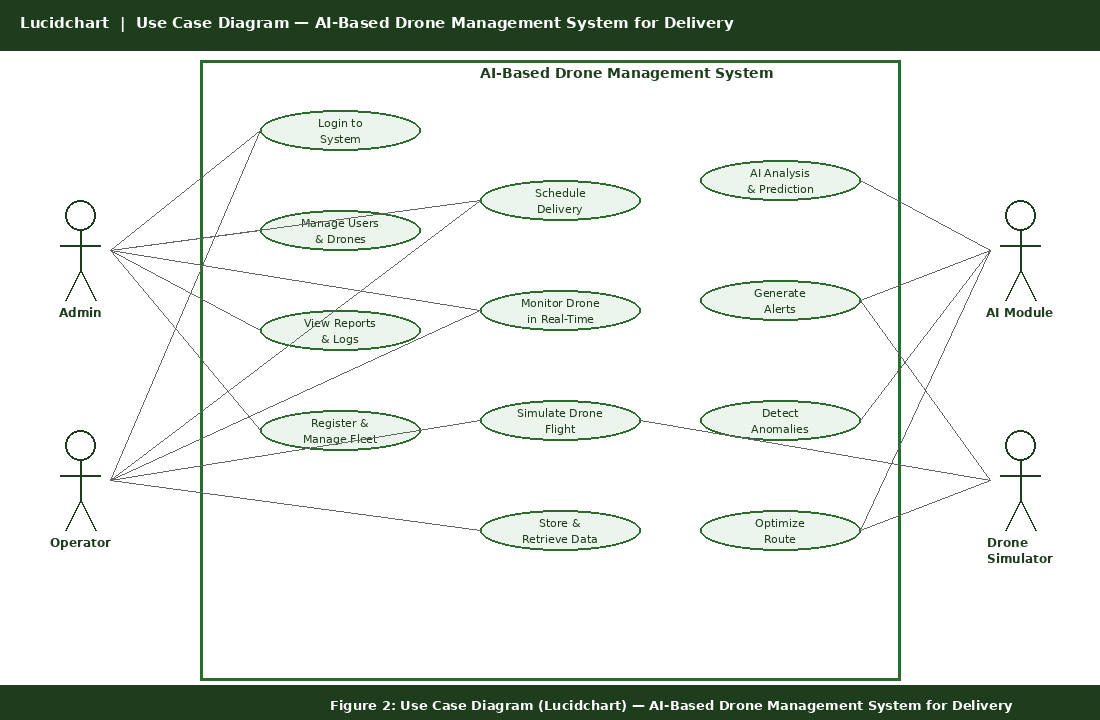 Lucidchart | Use Case Diagram — AI-Based Drone Management System for Delivery
AI-Based Drone Management System
Login to
System
Manage Users
& Drones
View Reports
& Logs
Register &
Manage Fleet
Schedule
Delivery
Monitor Drone
in Real-Time
Simulate Drone
Flight
Store &
Retrieve Data
AI Analysis
& Prediction
Generate
Alerts
Detect
Anomalies
Optimize
Route
Admin
Operator
AI Module
Drone
Simulator
Figure 2: Use Case Diagram (Lucidchart) — AI-Based Drone Management System for Delivery